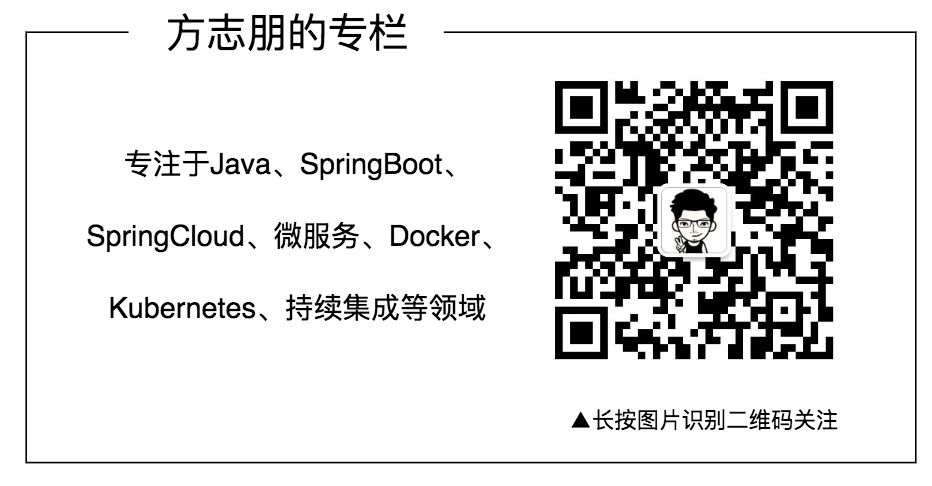 方志朋的专栏
专注于Java、SpringBoot、
SpringCloud、微服务、Docker、
Kubernetes、持续集成等领域
▲长按图片识别二维码关注